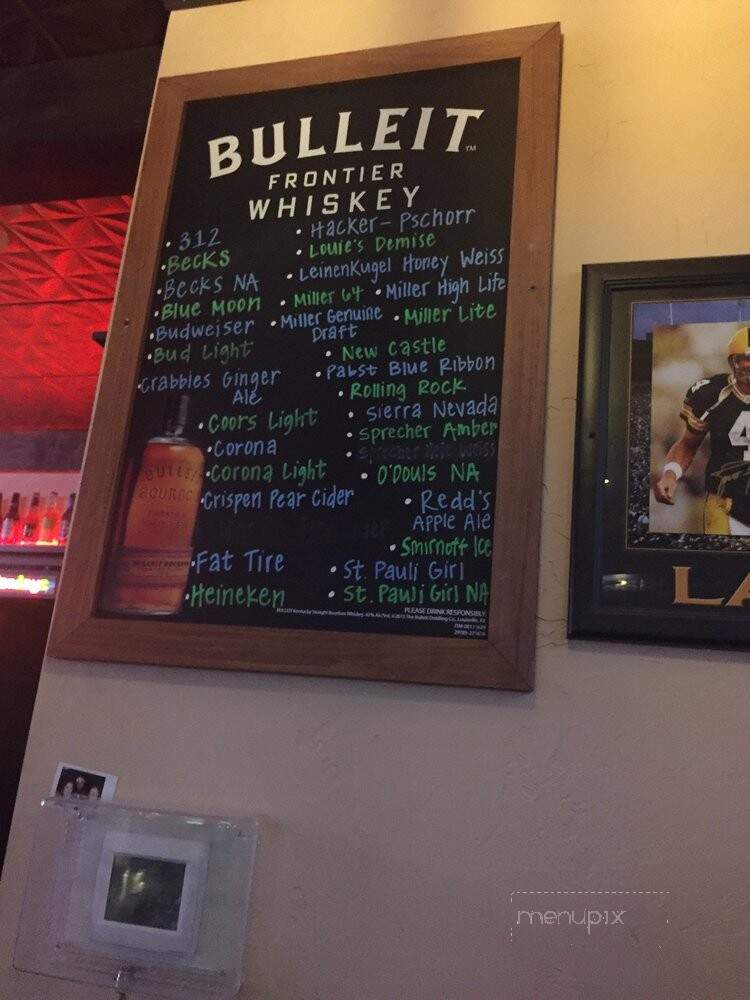 BULLEIT™
FRONTIER
WHISKEY
• 312
• Becks
• Becks NA
• Blue Moon
• Budweiser
• Bud Light
• Crabbies Ginger
Ale
• Coors Light
• Corona
• Corona Light
• Crispen Pear Cider
• Fat Tire
• Heineken
• Hacker-Pschorr
• Louie's Demise
• Leinenkugel Honey Weiss
• Miller 64 • Miller High Life
• Miller Genuine
Draft
• Miller Lite
• New Castle
• Pabst Blue Ribbon
• Rolling Rock
• Sierra Nevada
• Sprecher Amber
• O'Douls NA
• Redd's
Apple Ale
• Smirnoff Ice
• St. Pauli Girl
• St. Pauli Girl NA
BULLEIT
BOURBON
PLEASE DRINK RESPONSIBLY.
4
LA
menupix